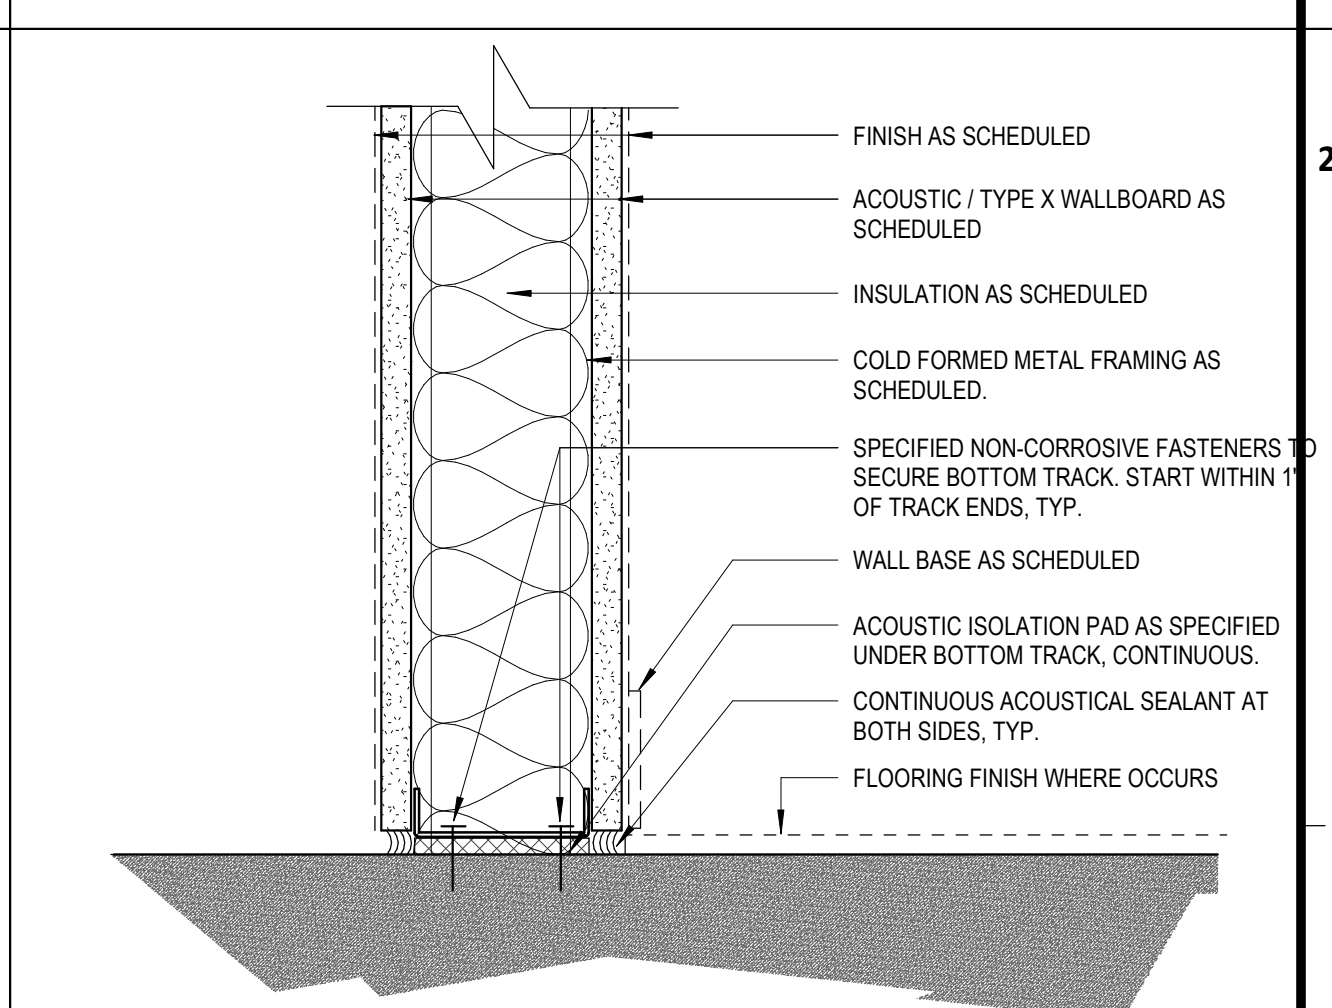 FINISH AS SCHEDULED
2
ACOUSTIC / TYPE X WALLBOARD AS
SCHEDULED
INSULATION AS SCHEDULED
COLD FORMED METAL FRAMING AS
SCHEDULED.
SPECIFIED NON-CORROSIVE FASTENERS TO
SECURE BOTTOM TRACK. START WITHIN 1"
OF TRACK ENDS, TYP.
WALL BASE AS SCHEDULED
ACOUSTIC ISOLATION PAD AS SPECIFIED
UNDER BOTTOM TRACK, CONTINUOUS.
CONTINUOUS ACOUSTICAL SEALANT AT
BOTH SIDES, TYP.
FLOORING FINISH WHERE OCCURS